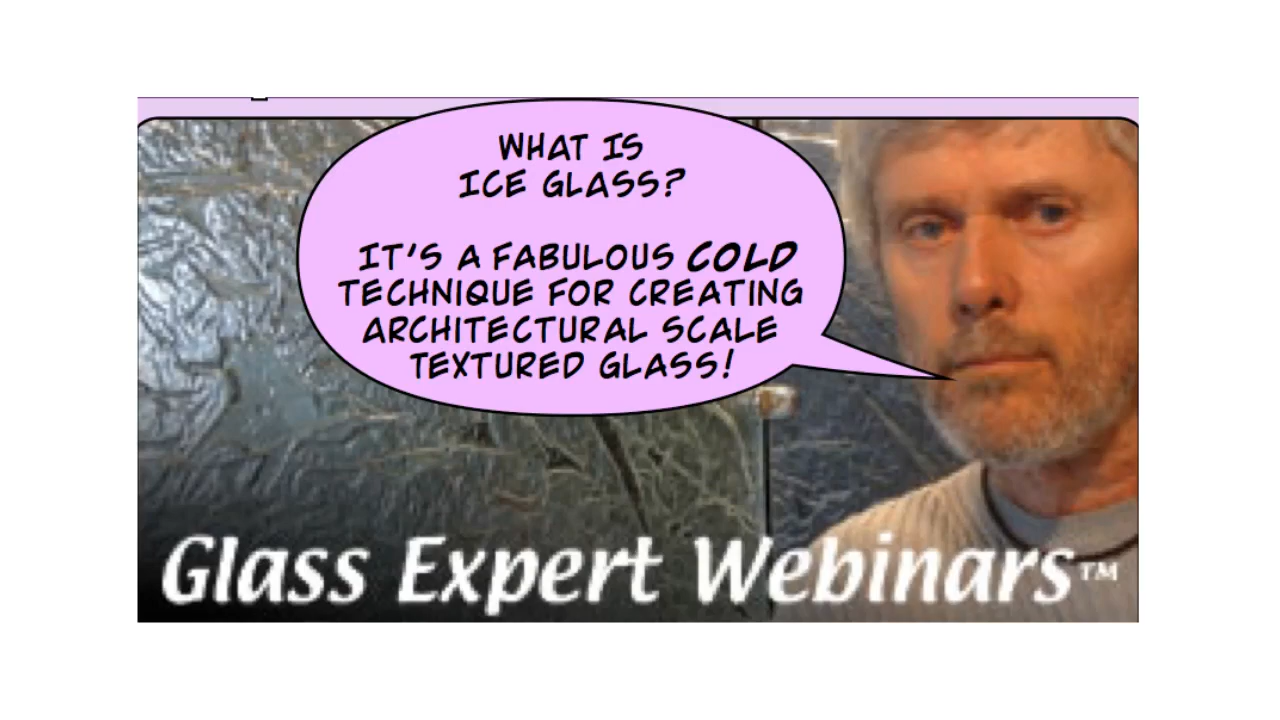 WHAT IS
ICE GLASS?
IT'S A FABULOUS COLD
TECHNIQUE FOR CREATING
ARCHITECTURAL SCALE
TEXTURED GLASS!
Glass Expert Webinars™